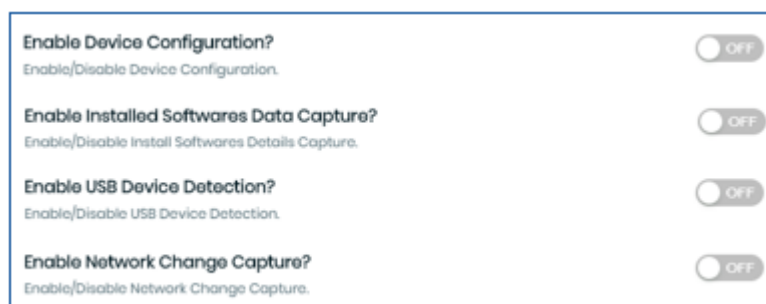 Enable Device Configuration?
OFF
Enable/Disable Device Configuration.
Enable Installed Softwares Data Capture?
OFF
Enable/Disable Install Softwares Details Capture.
Enable USB Device Detection?
OFF
Enable/Disable USB Device Detection.
Enable Network Change Capture?
OFF
Enable/Disable Network Change Capture.